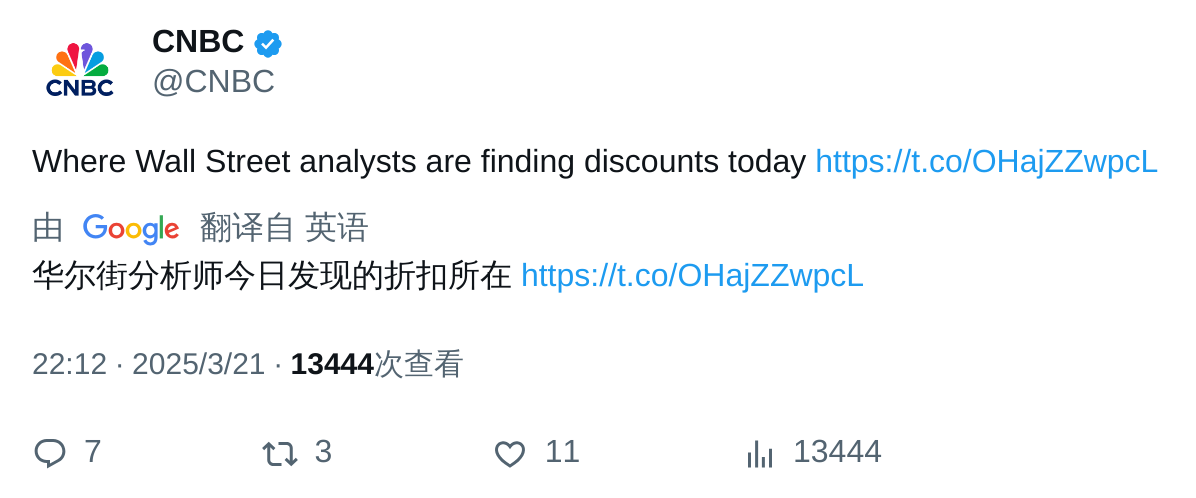 CNBC
CNBC
@CNBC
Where Wall Street analysts are finding discounts today https://t.co/OHajZZwpcL
由 Google 翻译自 英语
华尔街分析师今日发现的折扣所在 https://t.co/OHajZZwpcL
22:12 · 2025/3/21 · 13444次查看
7 3 11 13444